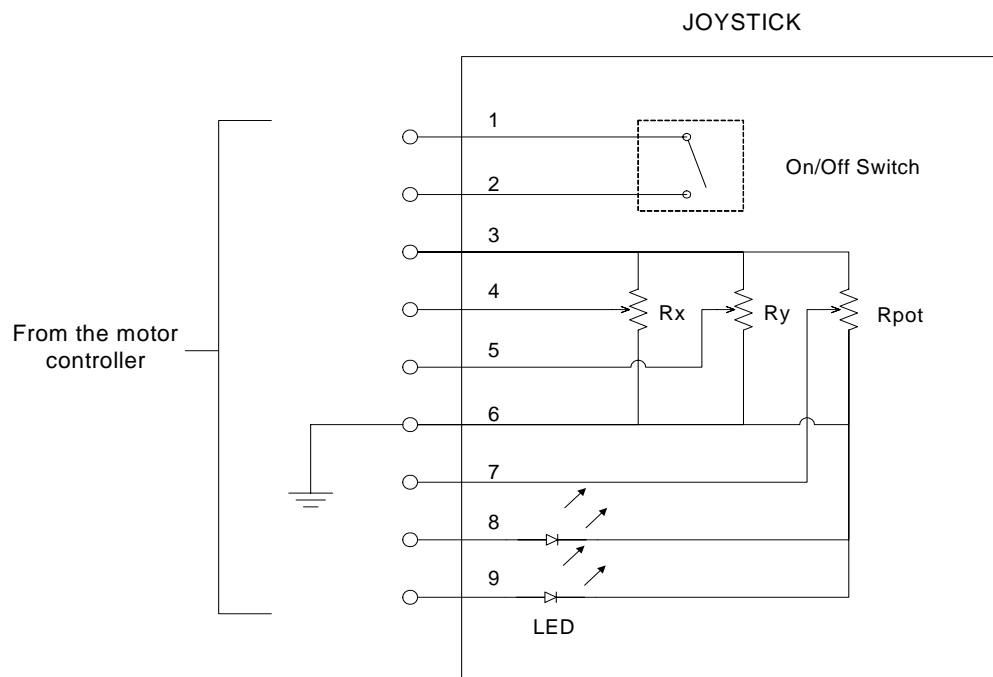 JOYSTICK
1
On/Off Switch
2
3
4
Rx
Ry
Rpot
From the motor
controller
5
6
7
8
9
LED